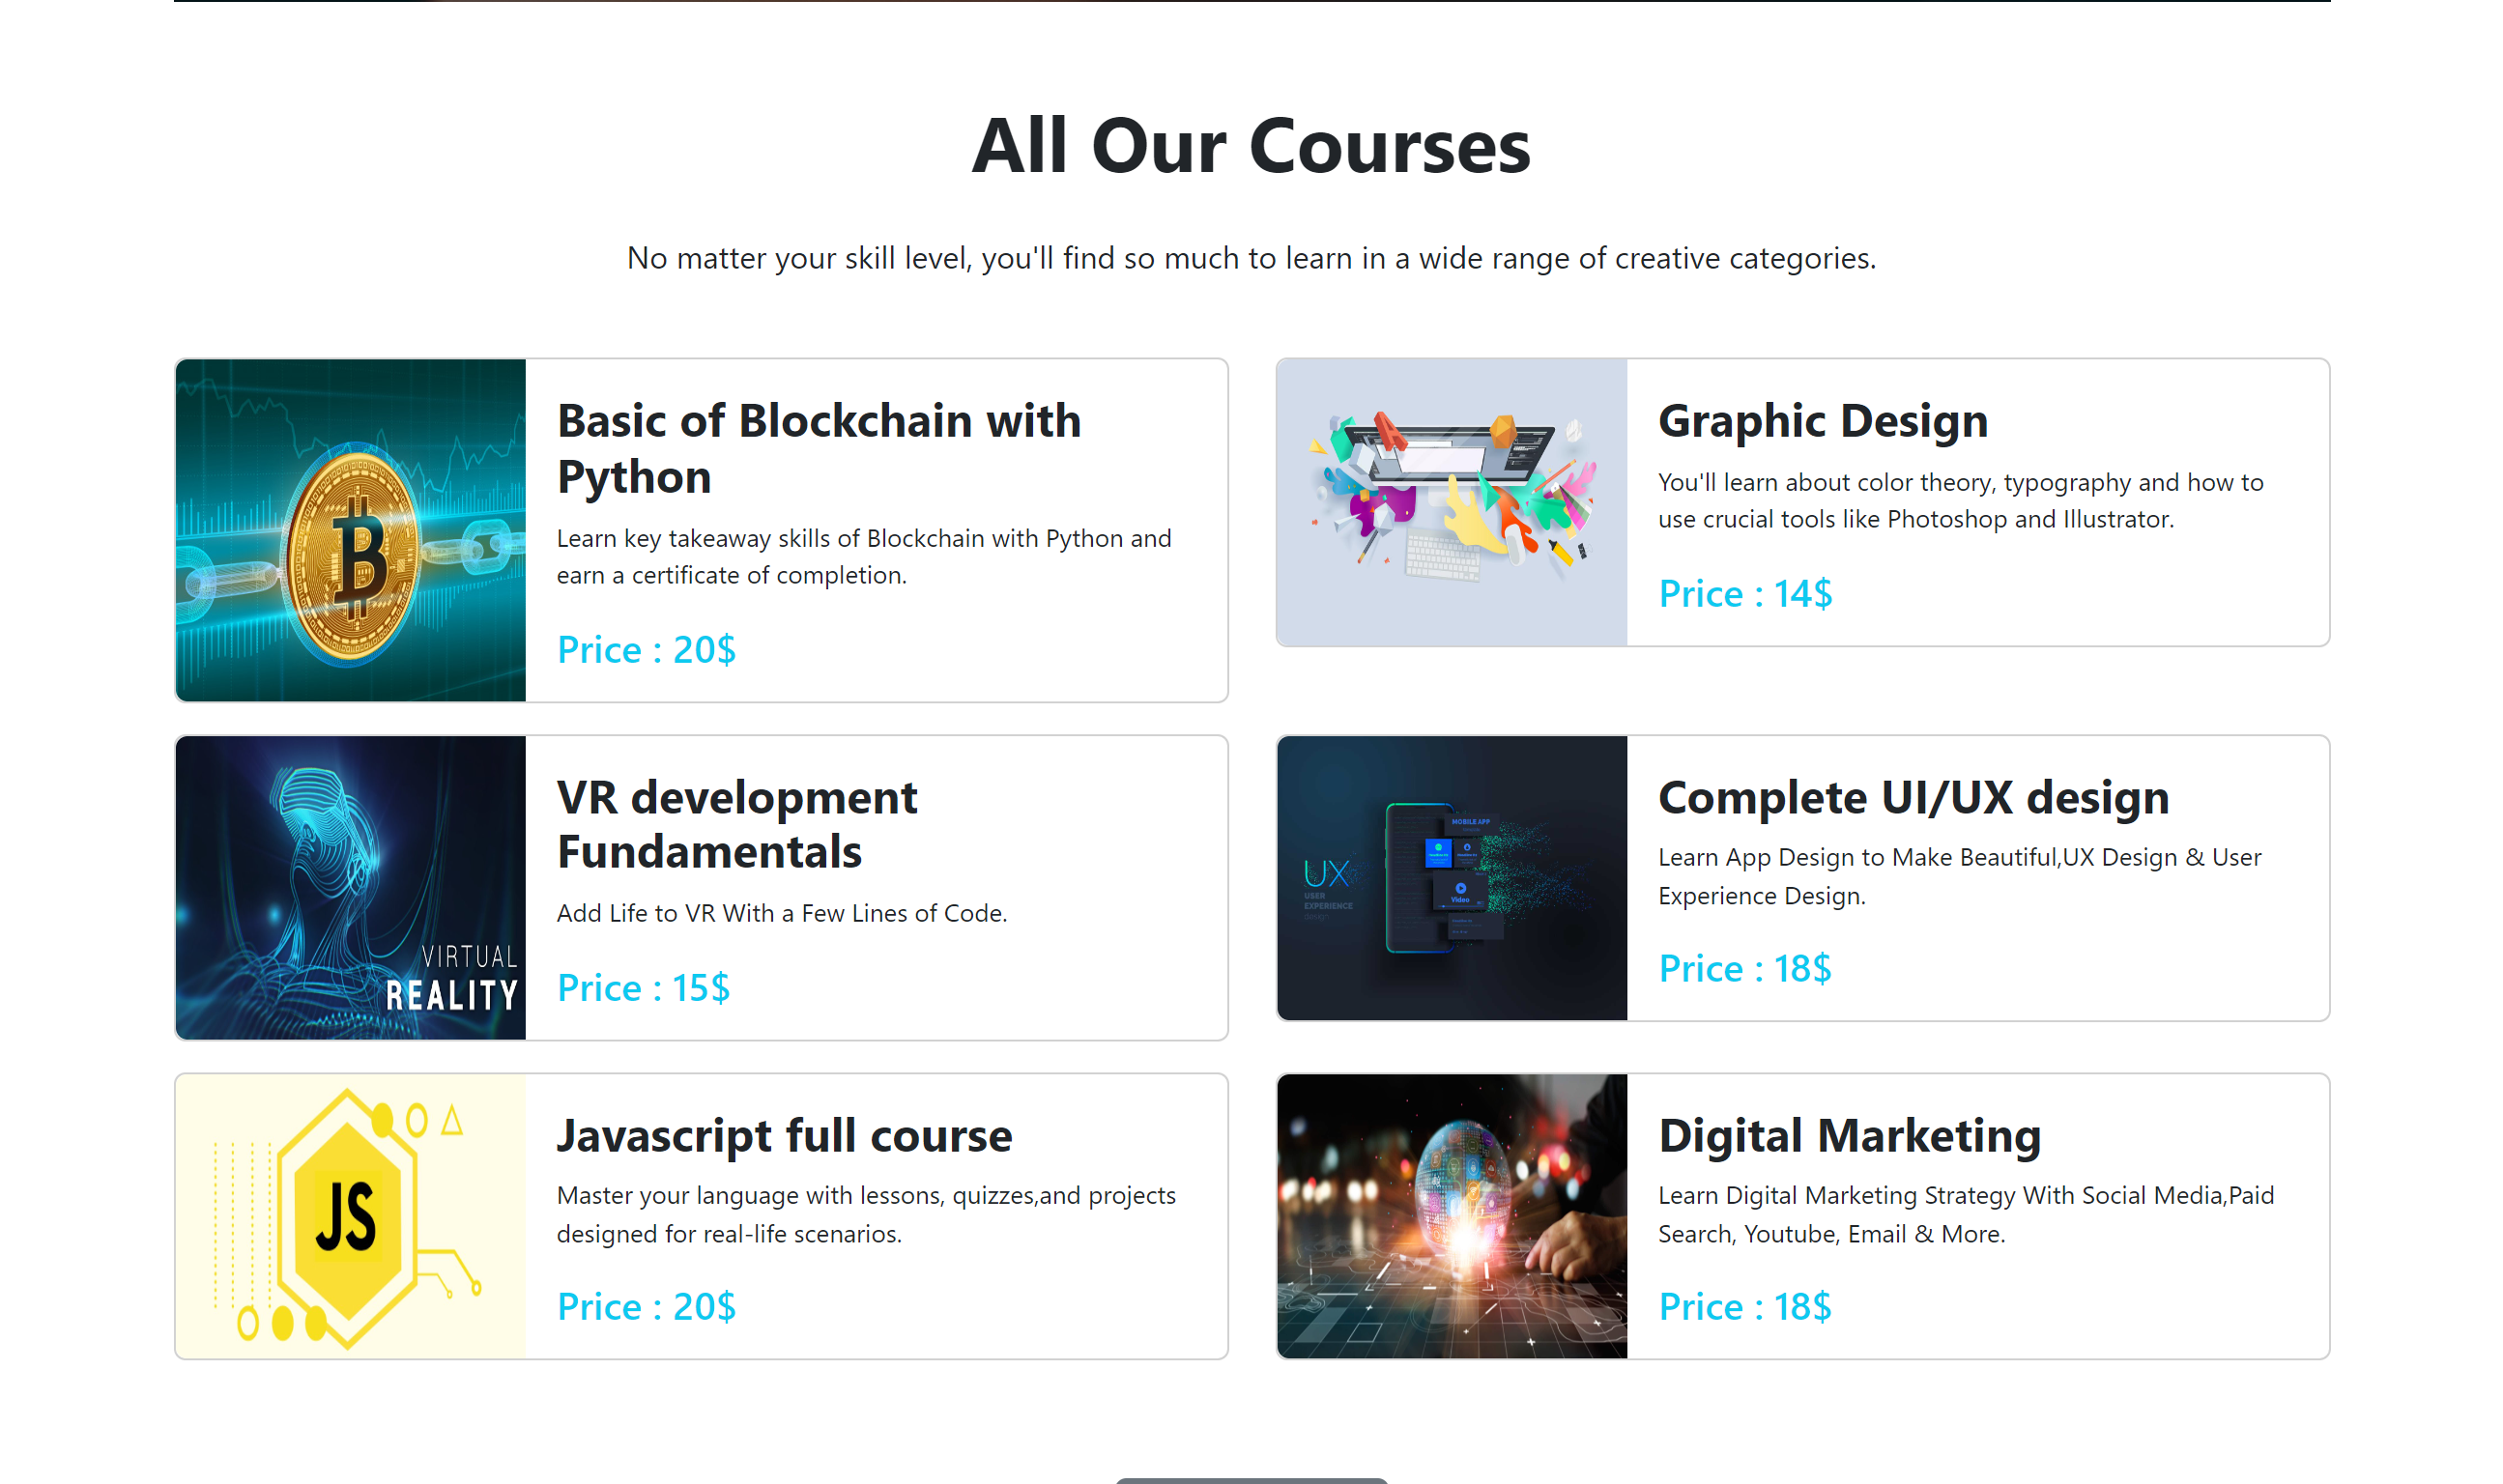 All Our Courses
No matter your skill level, you'll find so much to learn in a wide range of creative categories.
Basic of Blockchain with
Python
Learn key takeaway skills of Blockchain with Python and
earn a certificate of completion.
Price : 20$
Graphic Design
You'll learn about color theory, typography and how to
use crucial tools like Photoshop and Illustrator.
Price : 14$
VIRTUAL
REALITY
VR development
Fundamentals
Add Life to VR With a Few Lines of Code.
Price : 15$
UX
USER
EXPERIENCE
design
MOBILE APP
Video
Complete UI/UX design
Learn App Design to Make Beautiful,UX Design & User
Experience Design.
Price : 18$
JS
Javascript full course
Master your language with lessons, quizzes,and projects
designed for real-life scenarios.
Price : 20$
Digital Marketing
Learn Digital Marketing Strategy With Social Media,Paid
Search, Youtube, Email & More.
Price : 18$